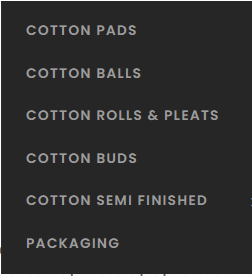 COTTON PADS
COTTON BALLS
COTTON ROLLS & PLEATS
COTTON BUDS
COTTON SEMI FINISHED
PACKAGING